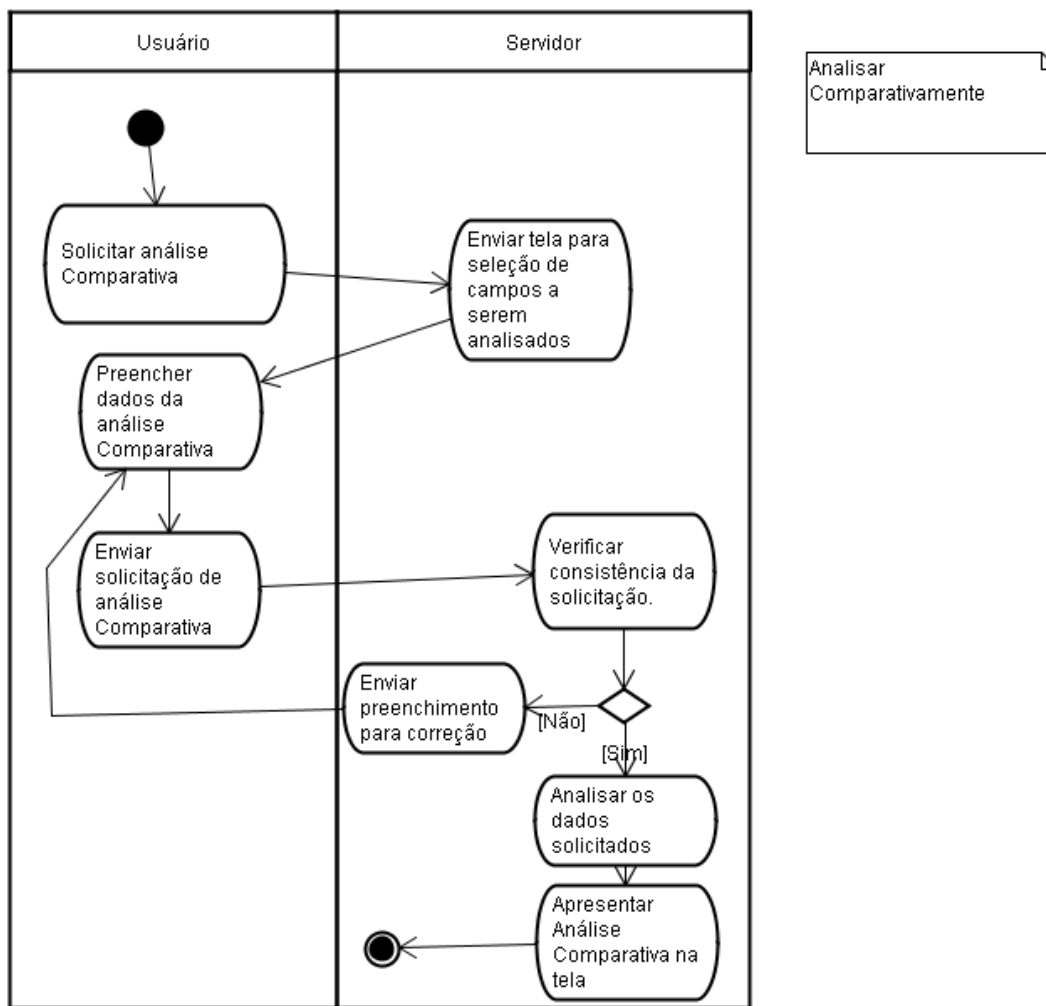 Usuário
Servidor
Analisar
Comparativamente
Solicitar análise
Comparativa
Enviar tela para
seleção de
campos a
serem
analisados
Preencher
dados da
análise
Comparativa
Enviar
solicitação de
análise
Comparativa
Verificar
consistência da
solicitação.
Enviar
preenchimento
para correção
[Não]
[Sim]
Analisar os
dados
solicitados
Apresentar
Análise
Comparativa na
tela